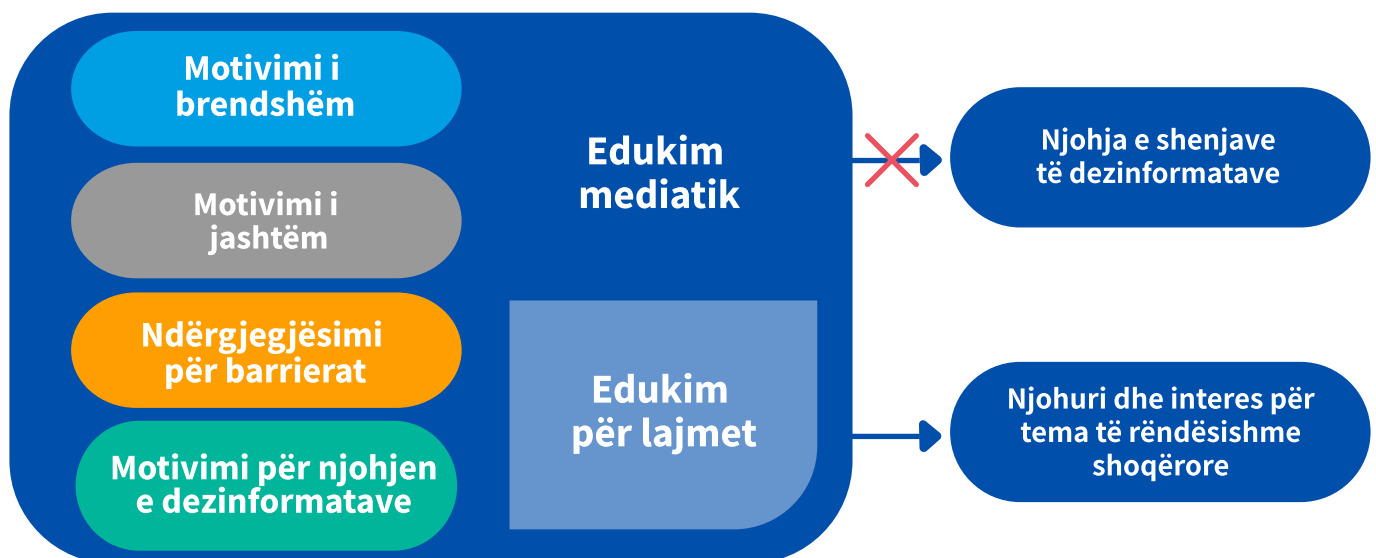 Motivimi i
brendshëm
Motivimi i
jashtëm
Ndërgjegjësimi
për barrierat
Motivimi për njohjen
e dezinformatave
Edukim
mediatik
Edukim
për lajmet
Njohja e shenjave
të dezinformatave
Njohuri dhe interes për
tema të rëndësishme
shoqërore